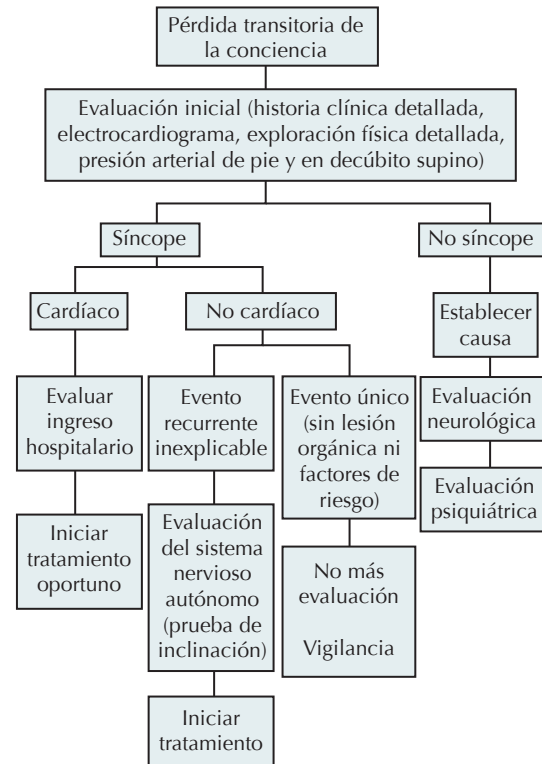 Pérdida transitoria de
la conciencia
Evaluación inicial (historia clínica detallada,
electrocardiograma, exploración física detallada,
presión arterial de pie y en decúbito supino)
Síncope
No síncope
Cardíaco
No cardíaco
Establecer
causa
Evaluar
ingreso
hospitalario
Evento
recurrente
inexplicable
Evento único
(sin lesión
orgánica ni
factores de
riesgo)
Evaluación
neurológica
Evaluación
psiquiátrica
Iniciar
tratamiento
oportuno
Evaluación
del sistema
nervioso
autónomo
(prueba de
inclinación)
No más
evaluación
Vigilancia
Iniciar
tratamiento